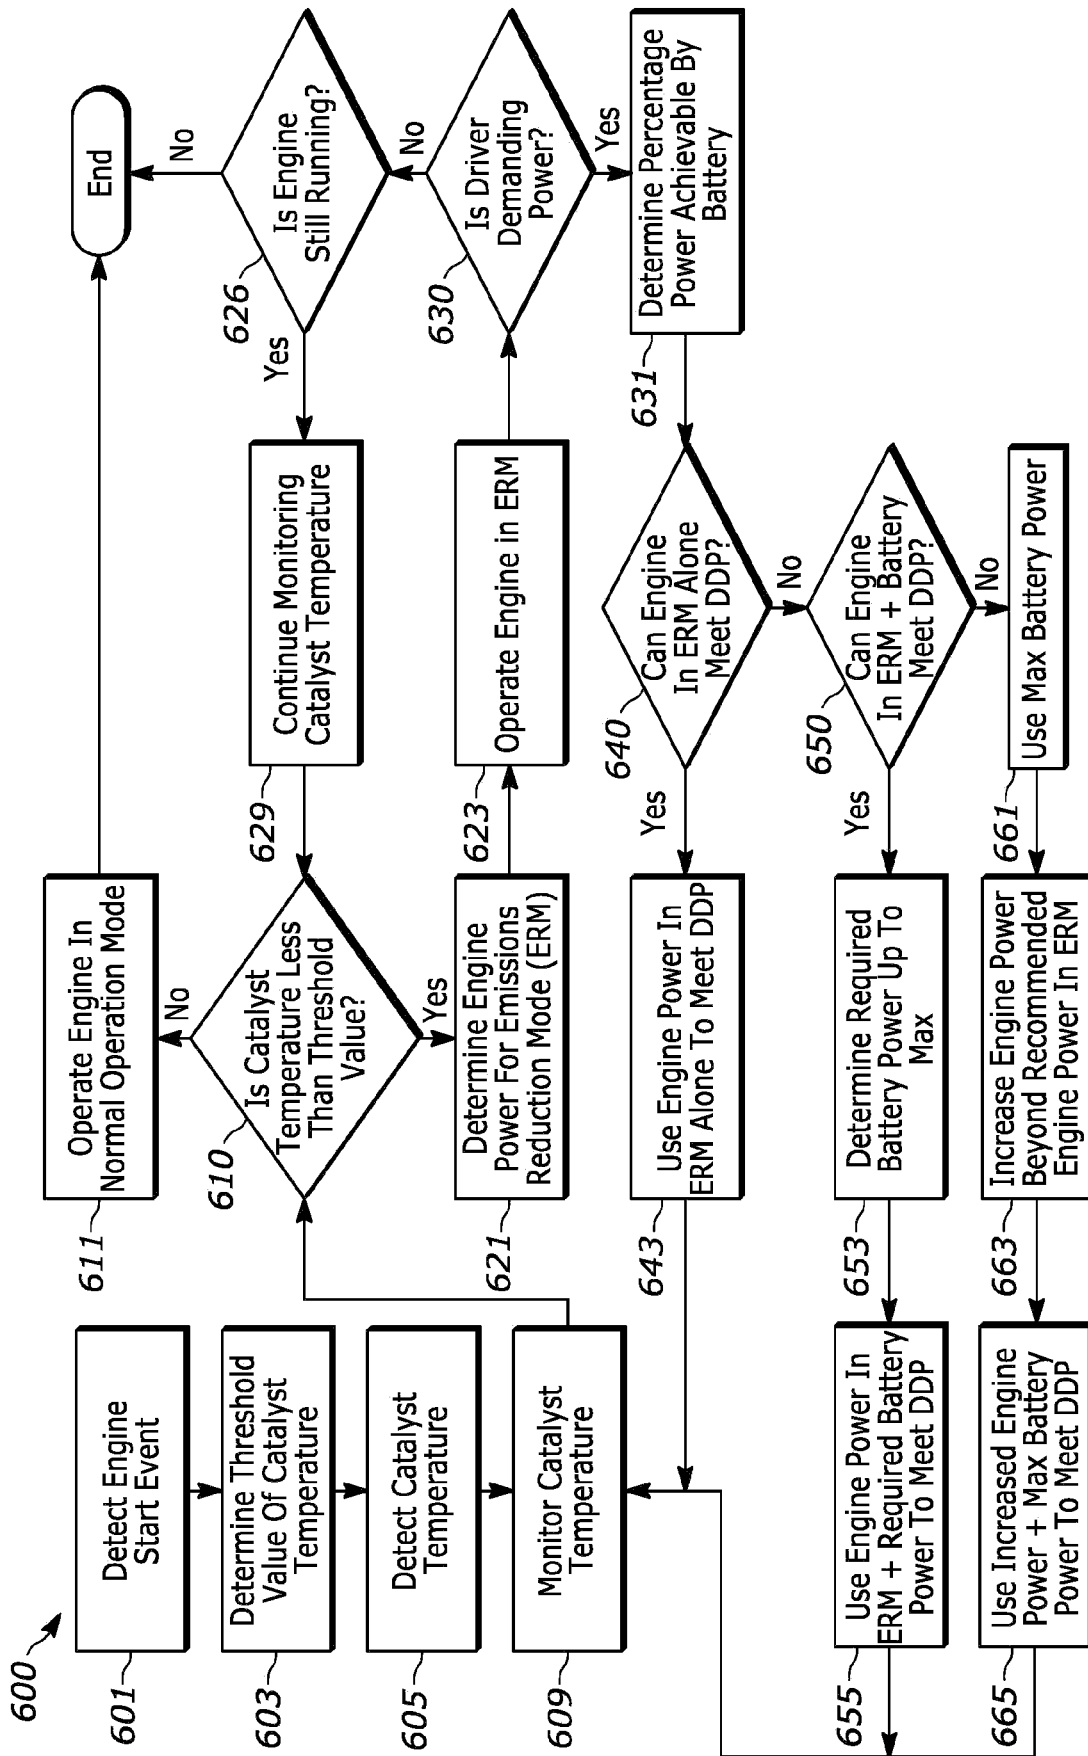 600
601
Detect Engine
Start Event
603
Determine Threshold
Value Of Catalyst
Temperature
605
Detect Catalyst
Temperature
609
Monitor Catalyst
Temperature
610
Is Catalyst
Temperature Less
Than Threshold
Value?
No
Yes
611
Operate Engine In
Normal Operation Mode
End
621
Determine Engine
Power For Emissions
Reduction Mode (ERM)
623
Operate Engine in ERM
630
Is Driver
Demanding
Power?
No
Yes
626
Is Engine
Still Running?
No
Yes
629
Continue Monitoring
Catalyst Temperature
631
Determine Percentage
Power Achievable By
Battery
640
Can Engine
In ERM Alone
Meet DDP?
Yes
No
643
Use Engine Power In
ERM Alone To Meet DDP
650
Can Engine
In ERM + Battery
Meet DDP?
Yes
No
653
Determine Required
Battery Power Up To
Max
655
Use Engine Power In
ERM + Required Battery
Power To Meet DDP
661
Use Max Battery Power
663
Increase Engine Power
Beyond Recommended
Engine Power In ERM
665
Use Increased Engine
Power + Max Battery
Power To Meet DDP